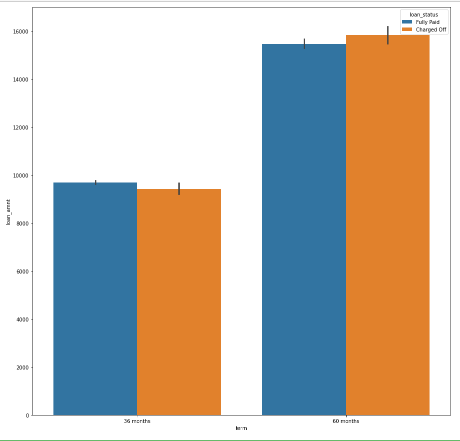 loan_status
Fully Paid
Charged Off
16000
14000
12000
10000
8000
6000
4000
2000
0
loan_amnt
36 months
60 months
term